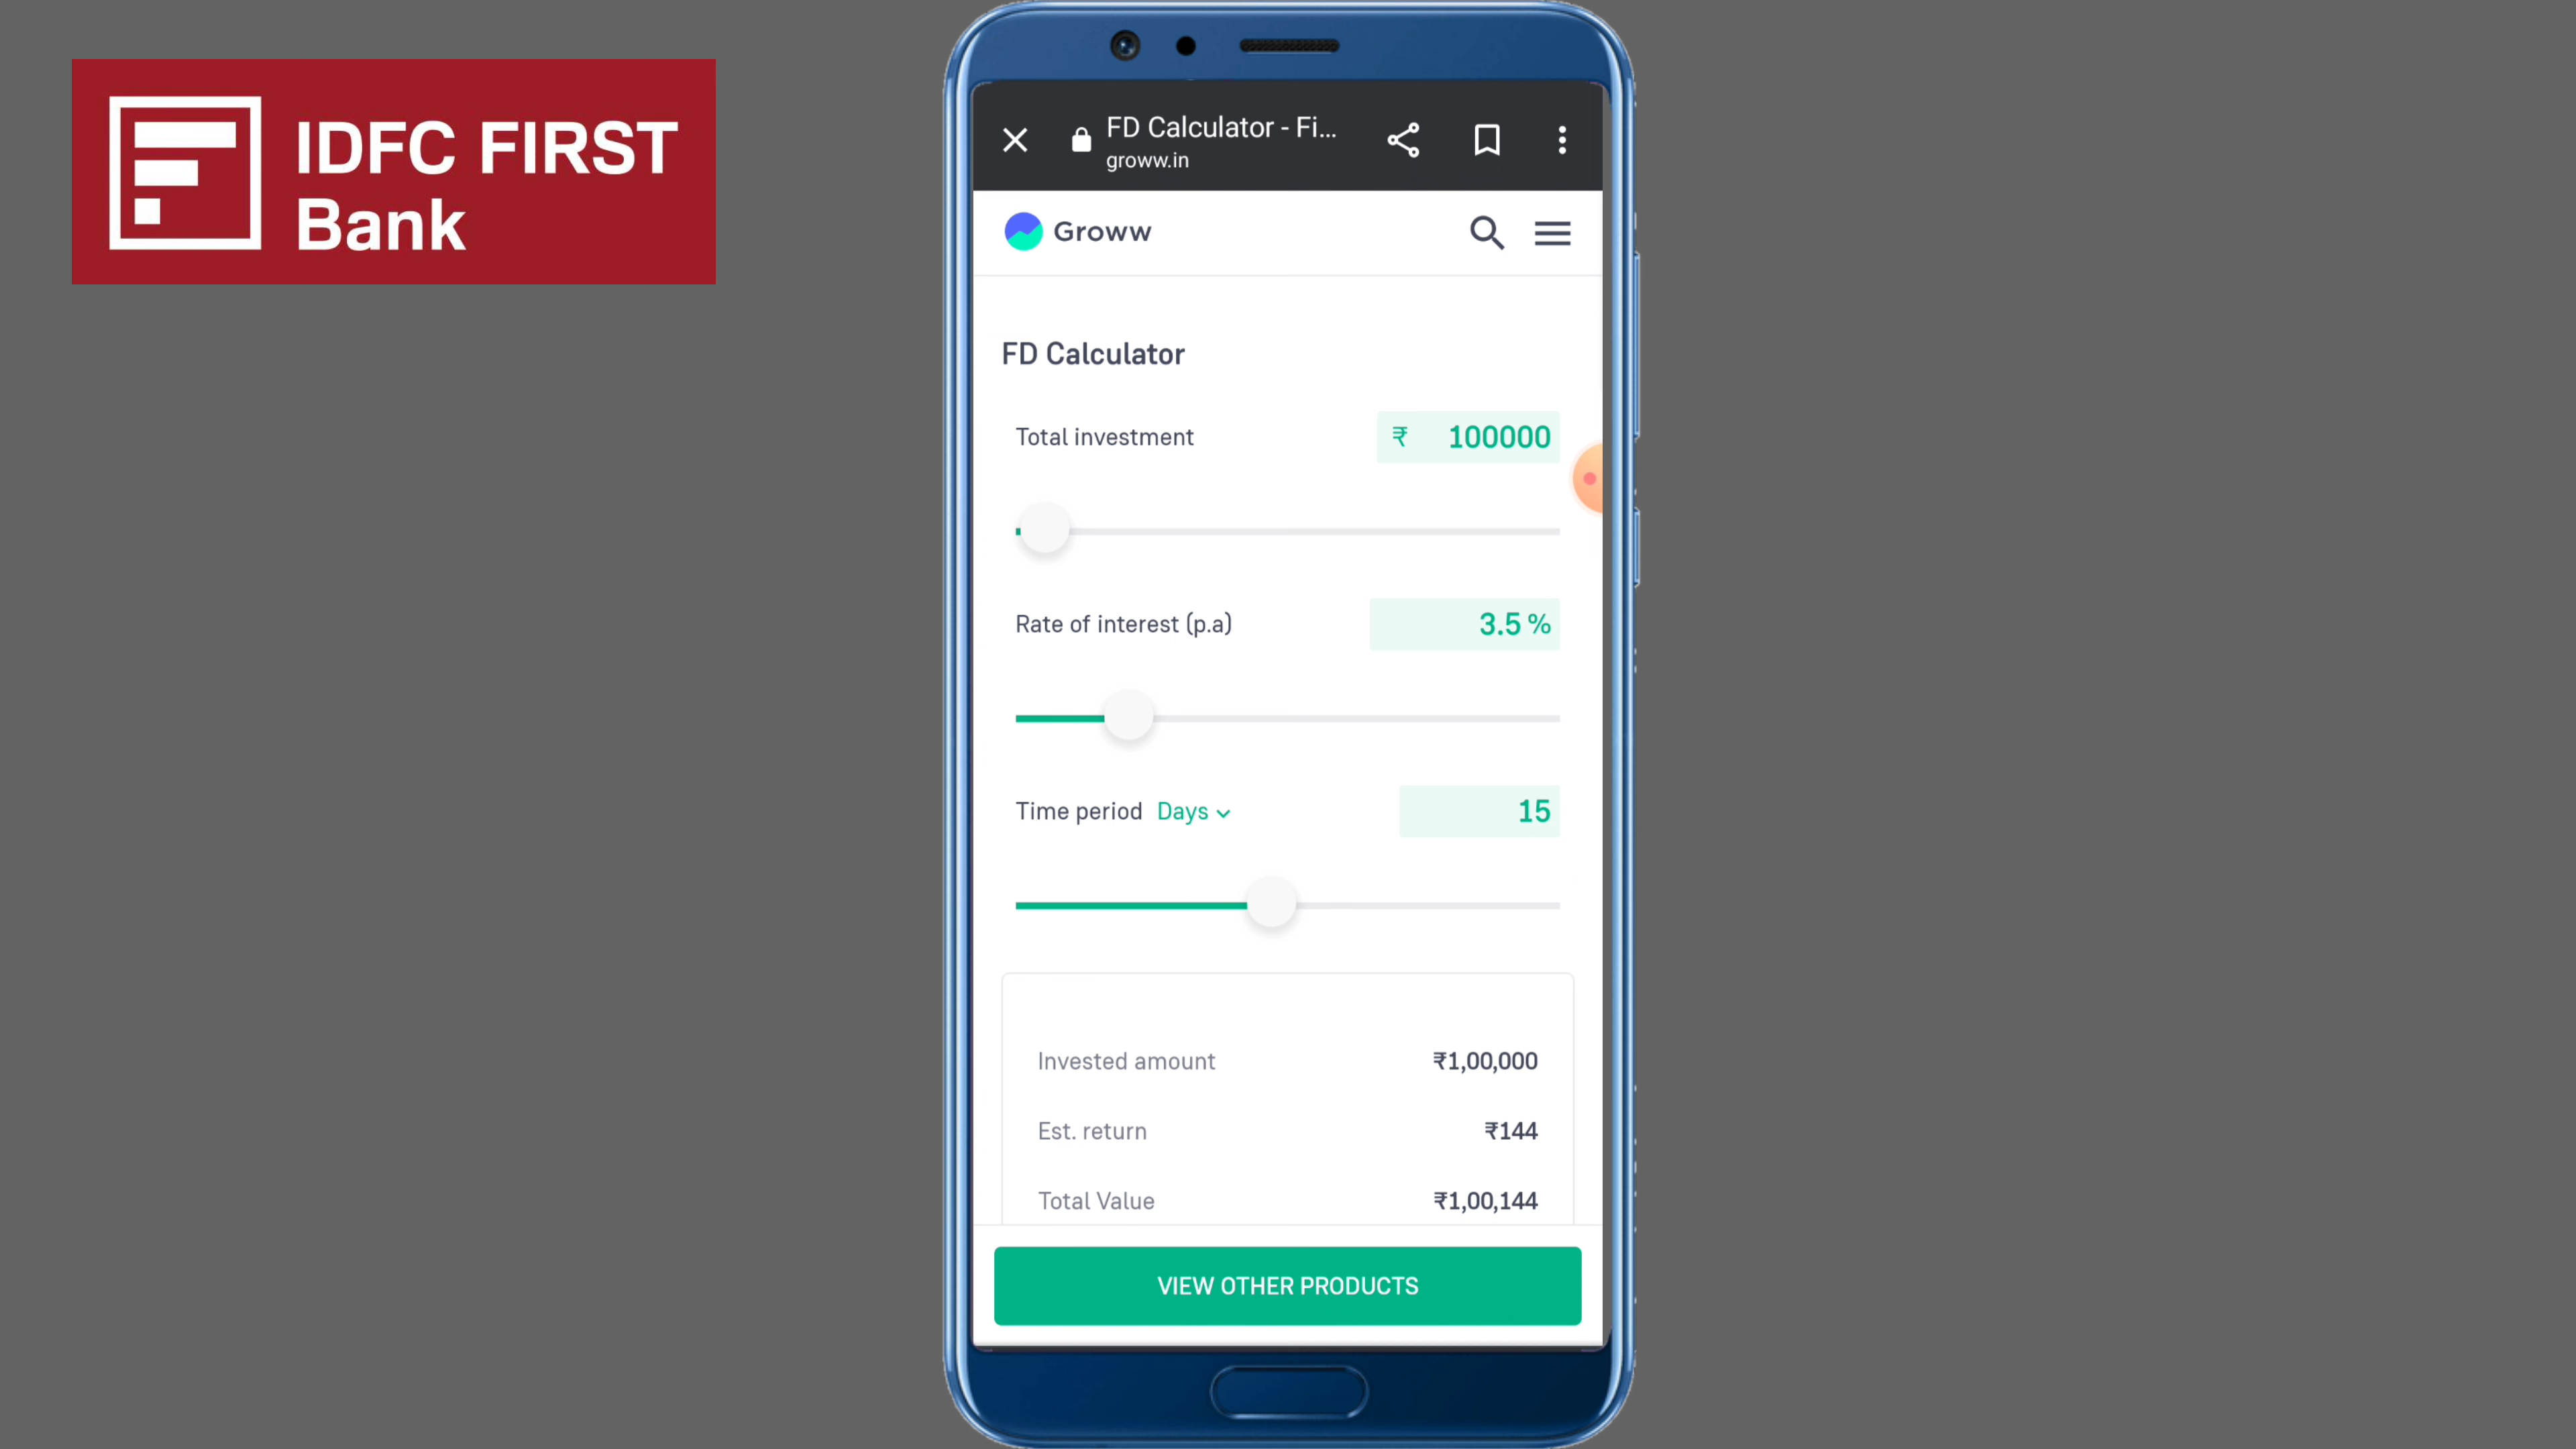 IDFC FIRST
Bank
FD Calculator - Fi...
groww.in
Groww
FD Calculator
Total investment ₹ 100000
Rate of interest (p.a) 3.5 %
Time period Days 15
Invested amount ₹1,00,000
Est. return ₹144
Total Value ₹1,00,144
VIEW OTHER PRODUCTS